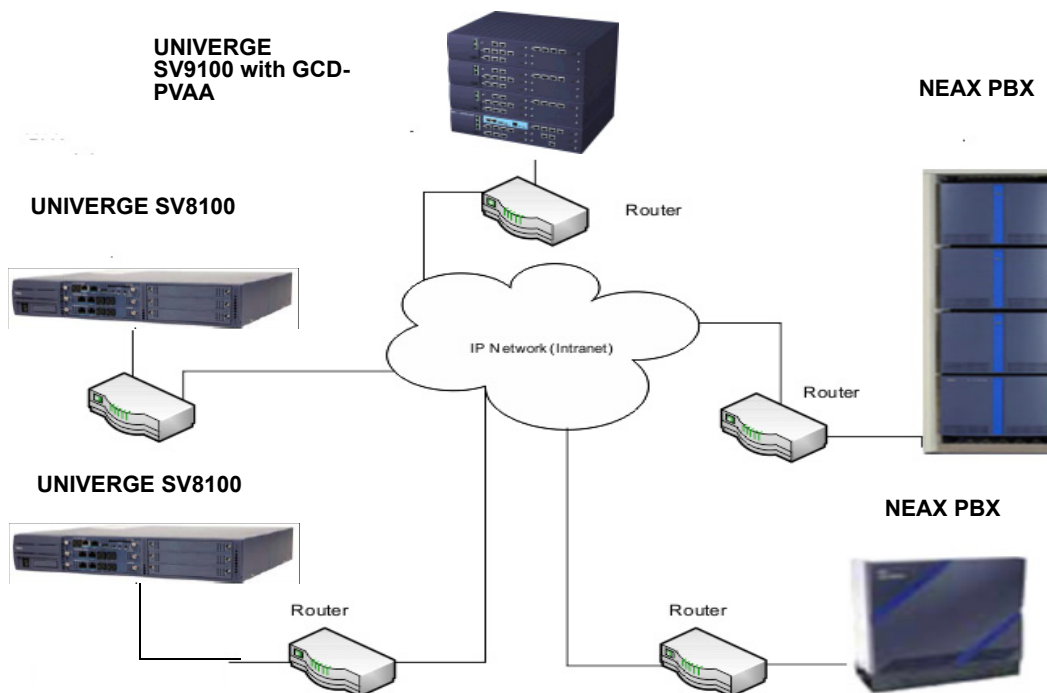 UNIVERGE
SV9100 with GCD-
PVAA
NEAX PBX
Router
UNIVERGE SV8100
IP Network (Intranet)
Router
UNIVERGE SV8100
NEAX PBX
Router
Router